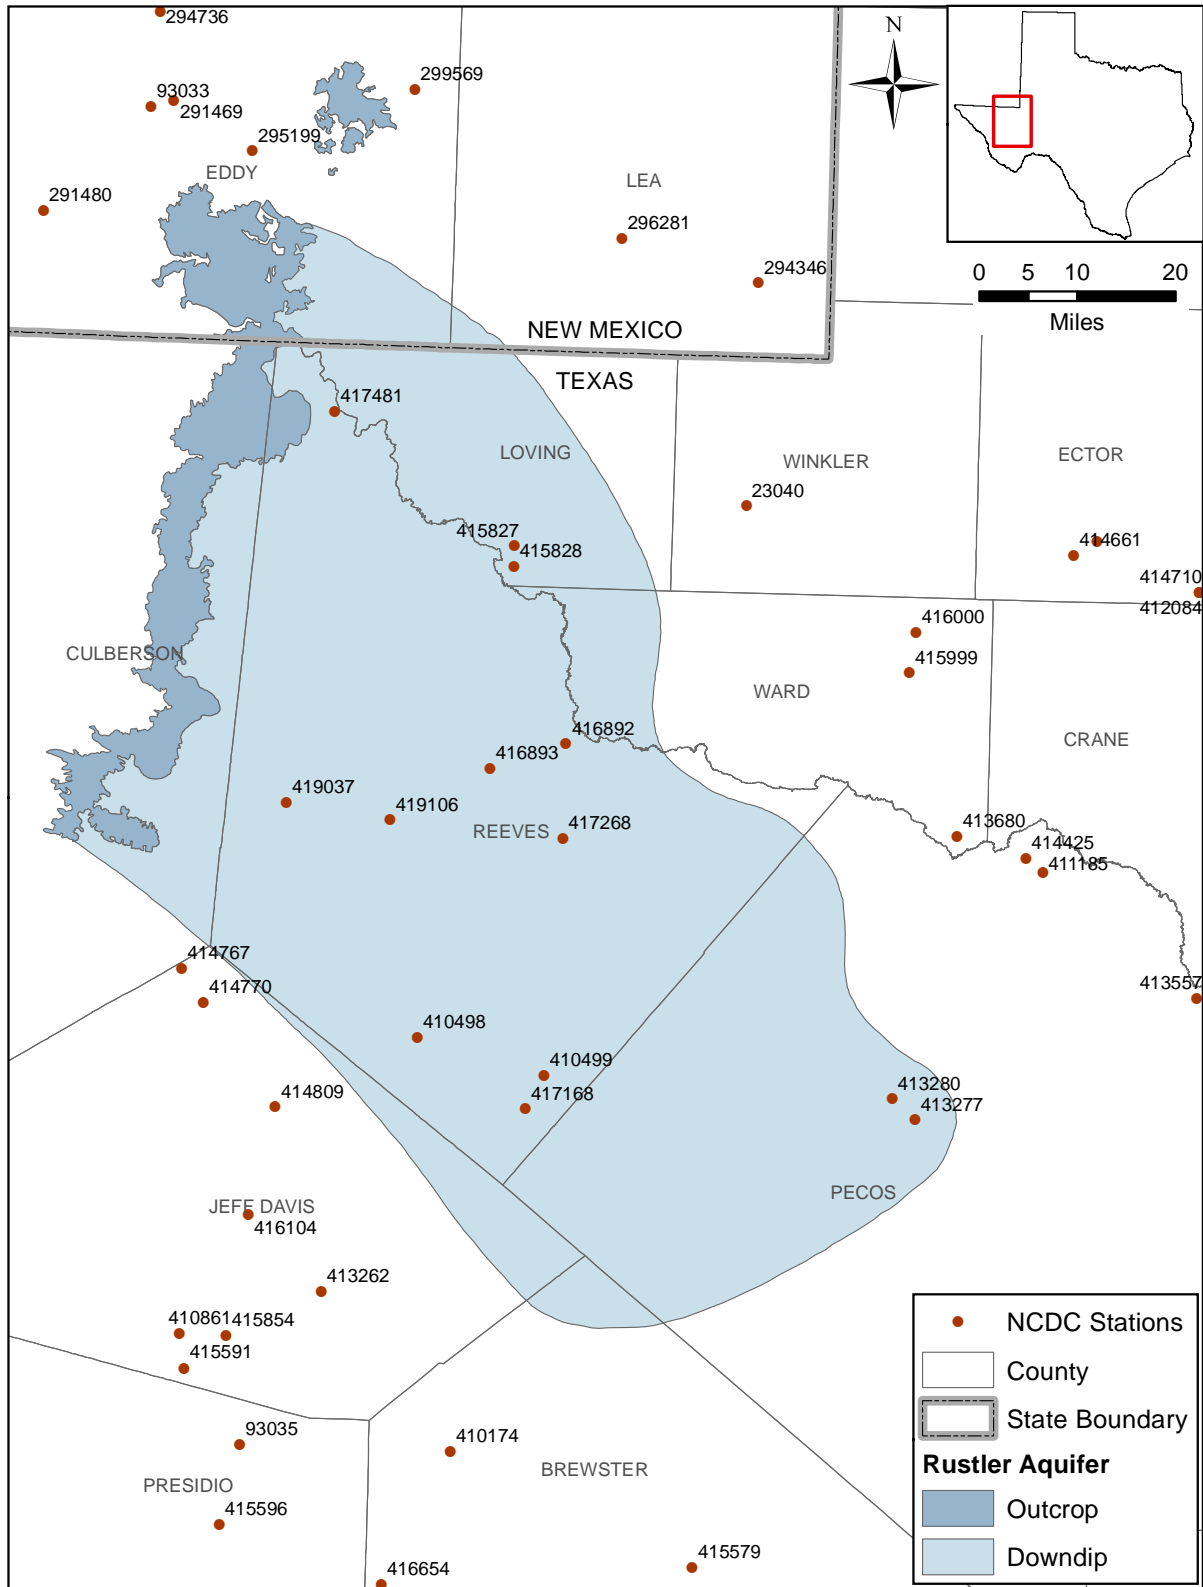 294736
93033
291469
299569
295199
EDDY
291480
LEA
296281
294346
N
0 5 10 20
Miles
NEW MEXICO
TEXAS
417481
LOVING
WINKLER
ECTOR
23040
415827
415828
414661
414710
412084
416000
415999
CULBERSON
WARD
CRANE
416892
416893
419037
419106
REEVES
417268
413680
414425
411185
414767
414770
413557
410498
410499
417168
414809
413280
413277
PECOS
JEFF DAVIS
416104
413262
410861
415854
415591
93035
410174
PRESIDIO
BREWSTER
415596
415579
416654
NCDC Stations
County
State Boundary
Rustler Aquifer
Outcrop
Downdip